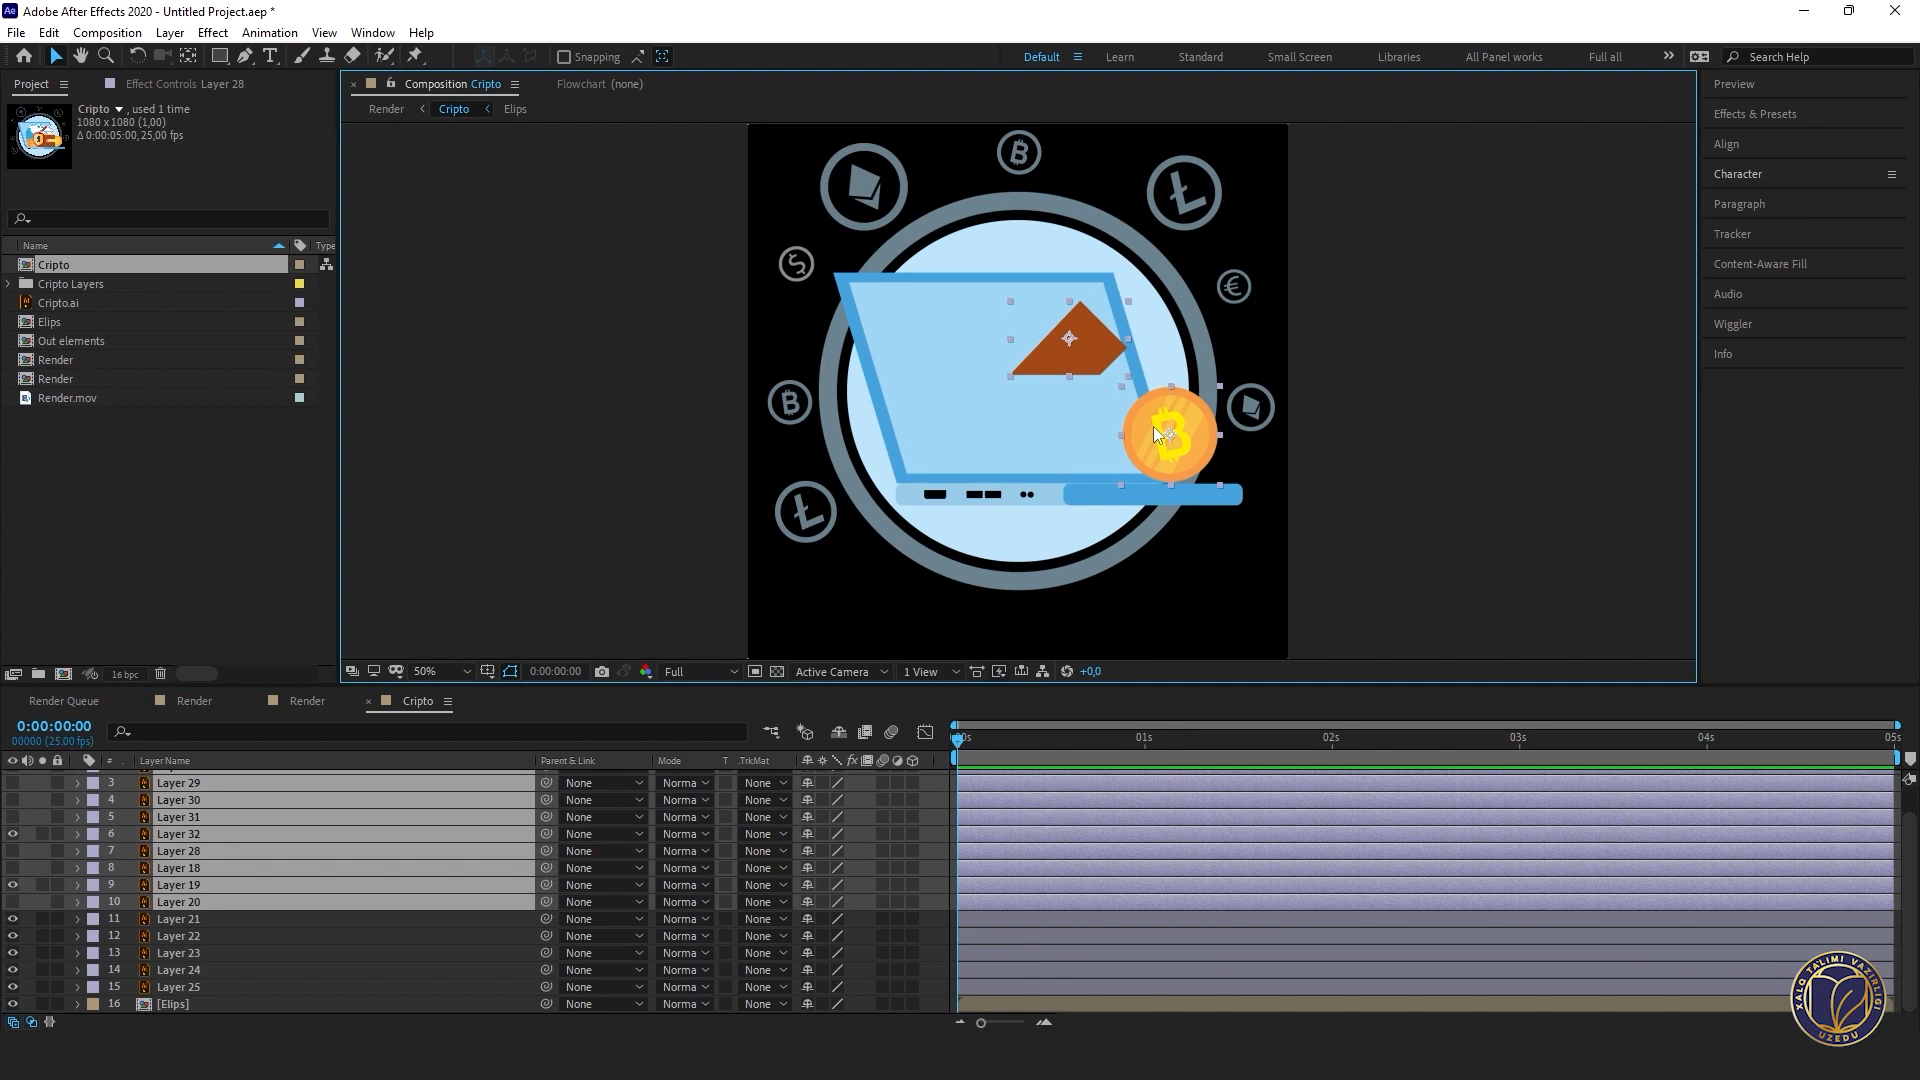 Adobe After Effects 2020 - Untitled Project.aep *
File Edit Composition Layer Effect Animation View Window Help
Snapping
Default Learn Standard Small Screen Libraries All Panel works Full all
Search Help
Project Effect Controls Layer 28
Cripto , used 1 time
1080 x 1080 (1,00)
Δ 0:00:05:00, 25,00 fps
Name Type
Cripto
Cripto Layers
Cripto.ai
Elips
Out elements
Render
Render
Render.mov
16 bpc
Composition Cripto
Flowchart (none)
Render Cripto Elips
50% 0:00:00:00 Full Active Camera 1 View +0,0
Preview
Effects & Presets
Align
Character
Paragraph
Tracker
Content-Aware Fill
Audio
Wiggler
Info
Render Queue Render Render Cripto
0:00:00:00
00000 (25.00 fps)
00s 01s 02s 03s 04s 05s
# Layer Name Parent & Link Mode T .TrkMat
3 Layer 29 None Norma None
4 Layer 30 None Norma None
5 Layer 31 None Norma None
6 Layer 32 None Norma None
7 Layer 28 None Norma None
8 Layer 18 None Norma None
9 Layer 19 None Norma None
10 Layer 20 None Norma None
11 Layer 21 None Norma None
12 Layer 22 None Norma None
13 Layer 23 None Norma None
14 Layer 24 None Norma None
15 Layer 25 None Norma None
16 [Elips] None Norma None
XALQ TA'LIMI VAZIRLIGI
UZEDU